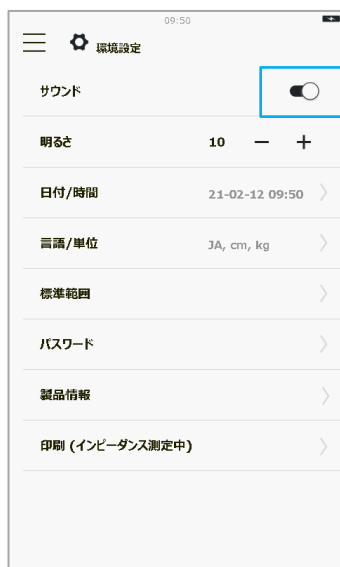 09:50
環境設定
サウンド
明るさ 10 − +
日付/時間 21-02-12 09:50
言語/単位 JA, cm, kg
標準範囲
パスワード
製品情報
印刷 (インピーダンス測定中)